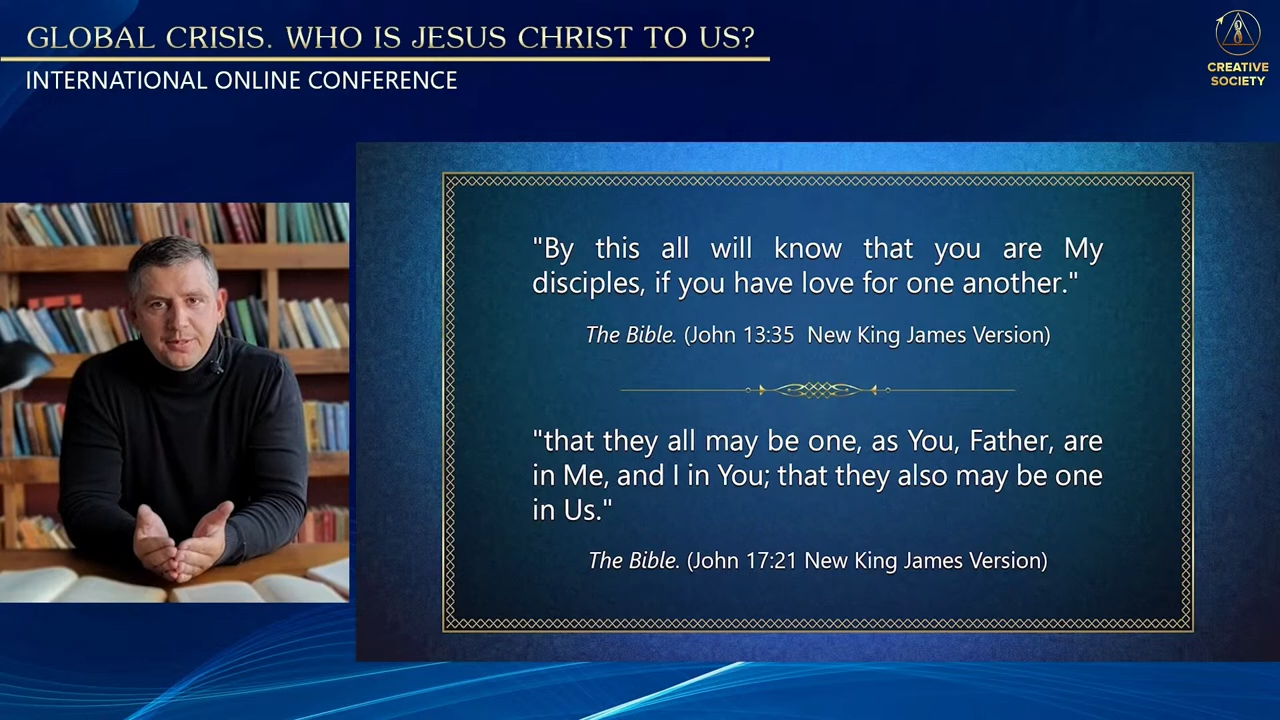 GLOBAL CRISIS. WHO IS JESUS CHRIST TO US?
INTERNATIONAL ONLINE CONFERENCE
CREATIVE
SOCIETY
"By this all will know that you are My
disciples, if you have love for one another."
The Bible. (John 13:35 New King James Version)
"that they all may be one, as You, Father, are
in Me, and I in You; that they also may be one
in Us."
The Bible. (John 17:21 New King James Version)